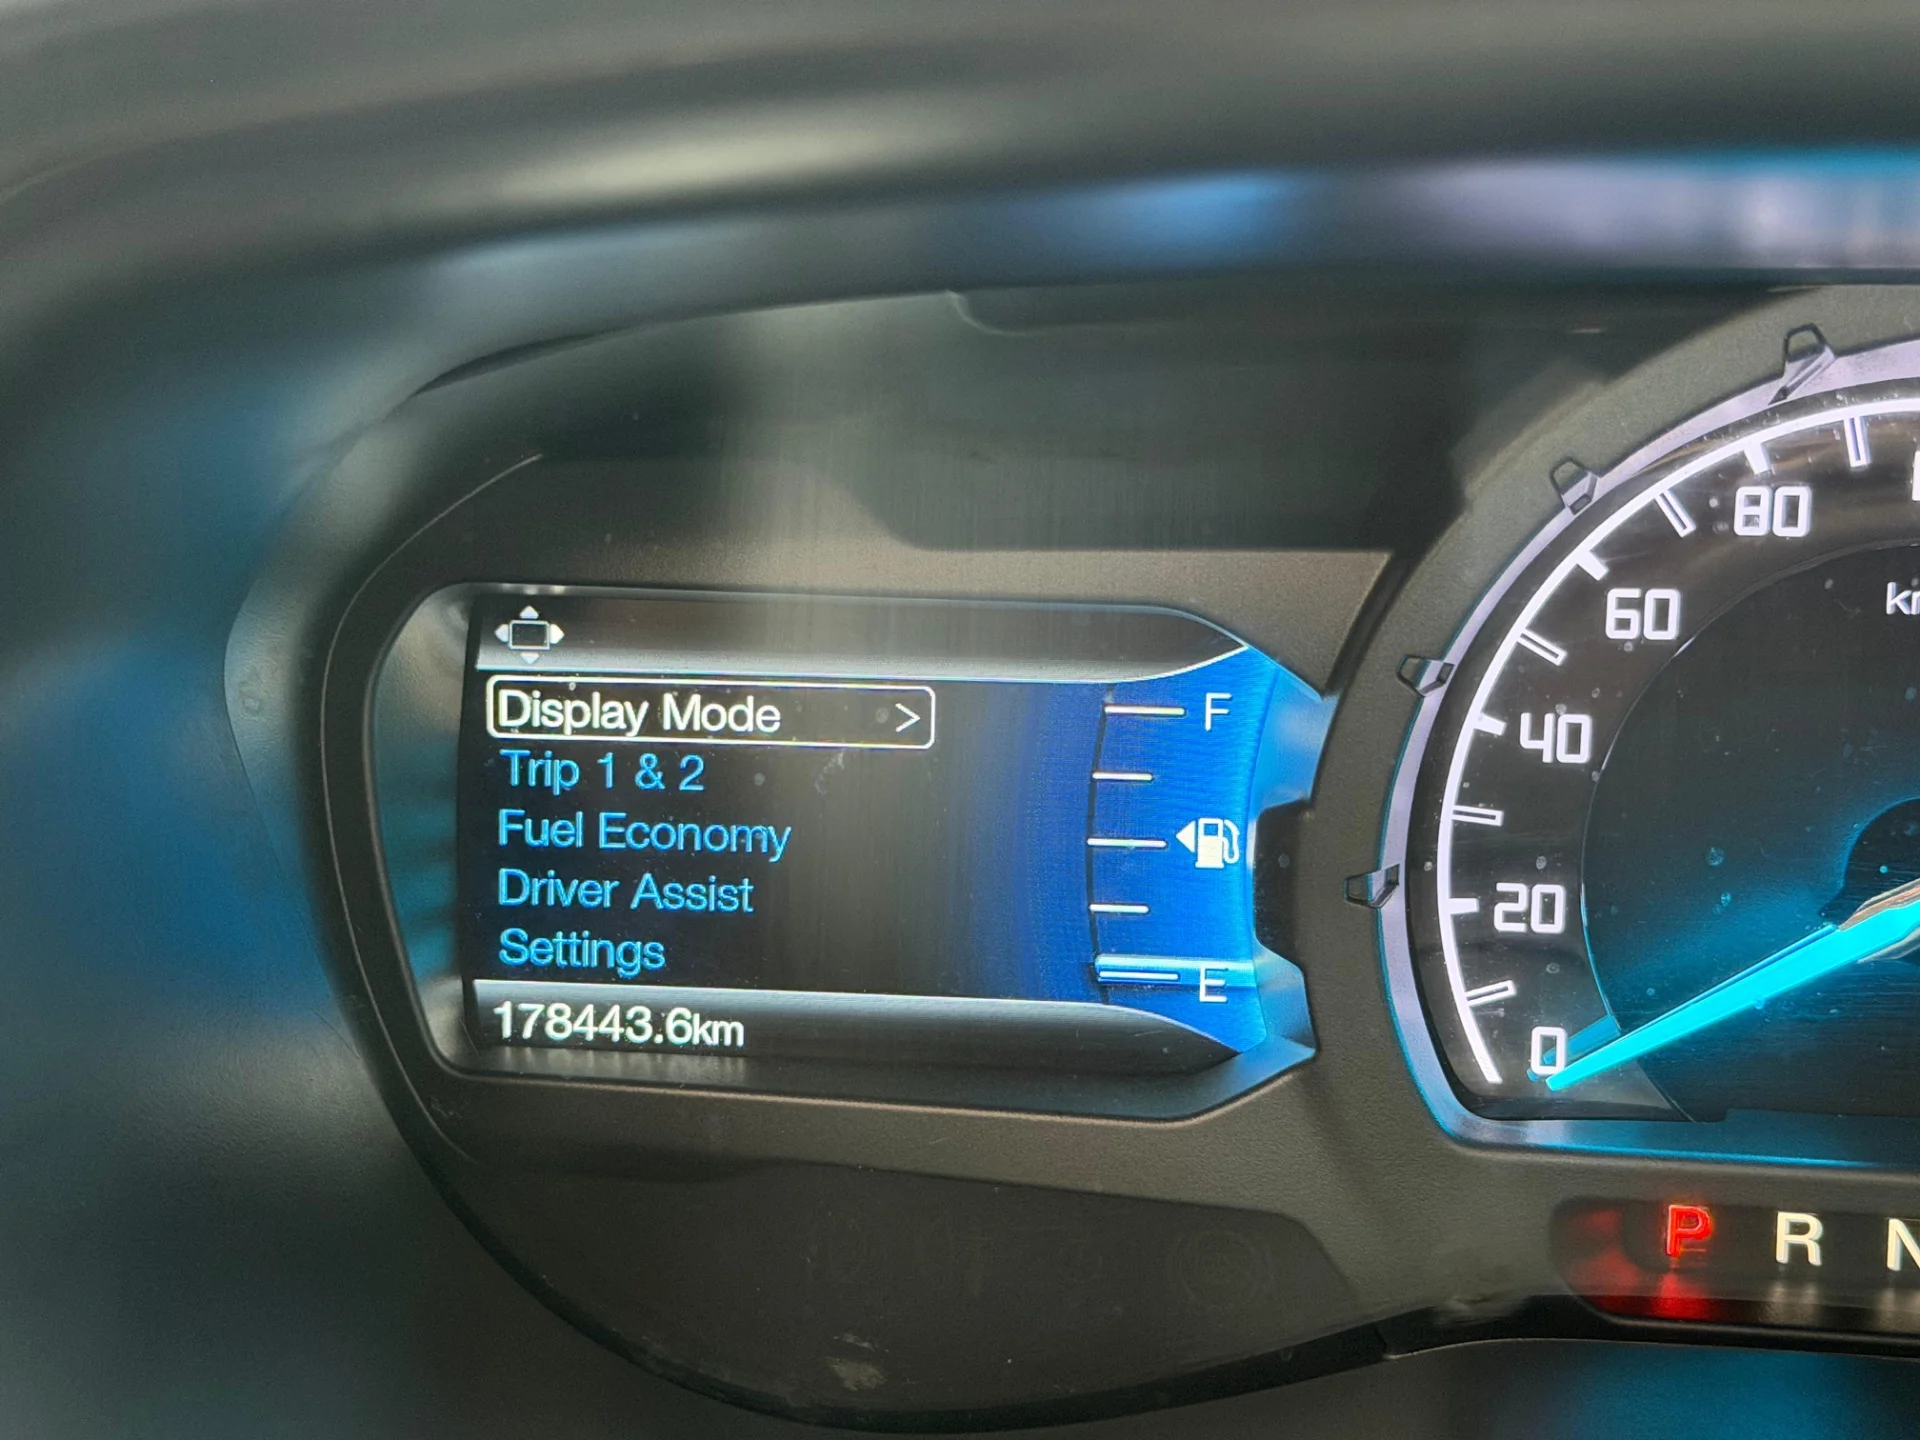 Display Mode >
Trip 1 & 2
Fuel Economy
Driver Assist
Settings
178443.6km
F
E
80
60
40
20
0
P R N